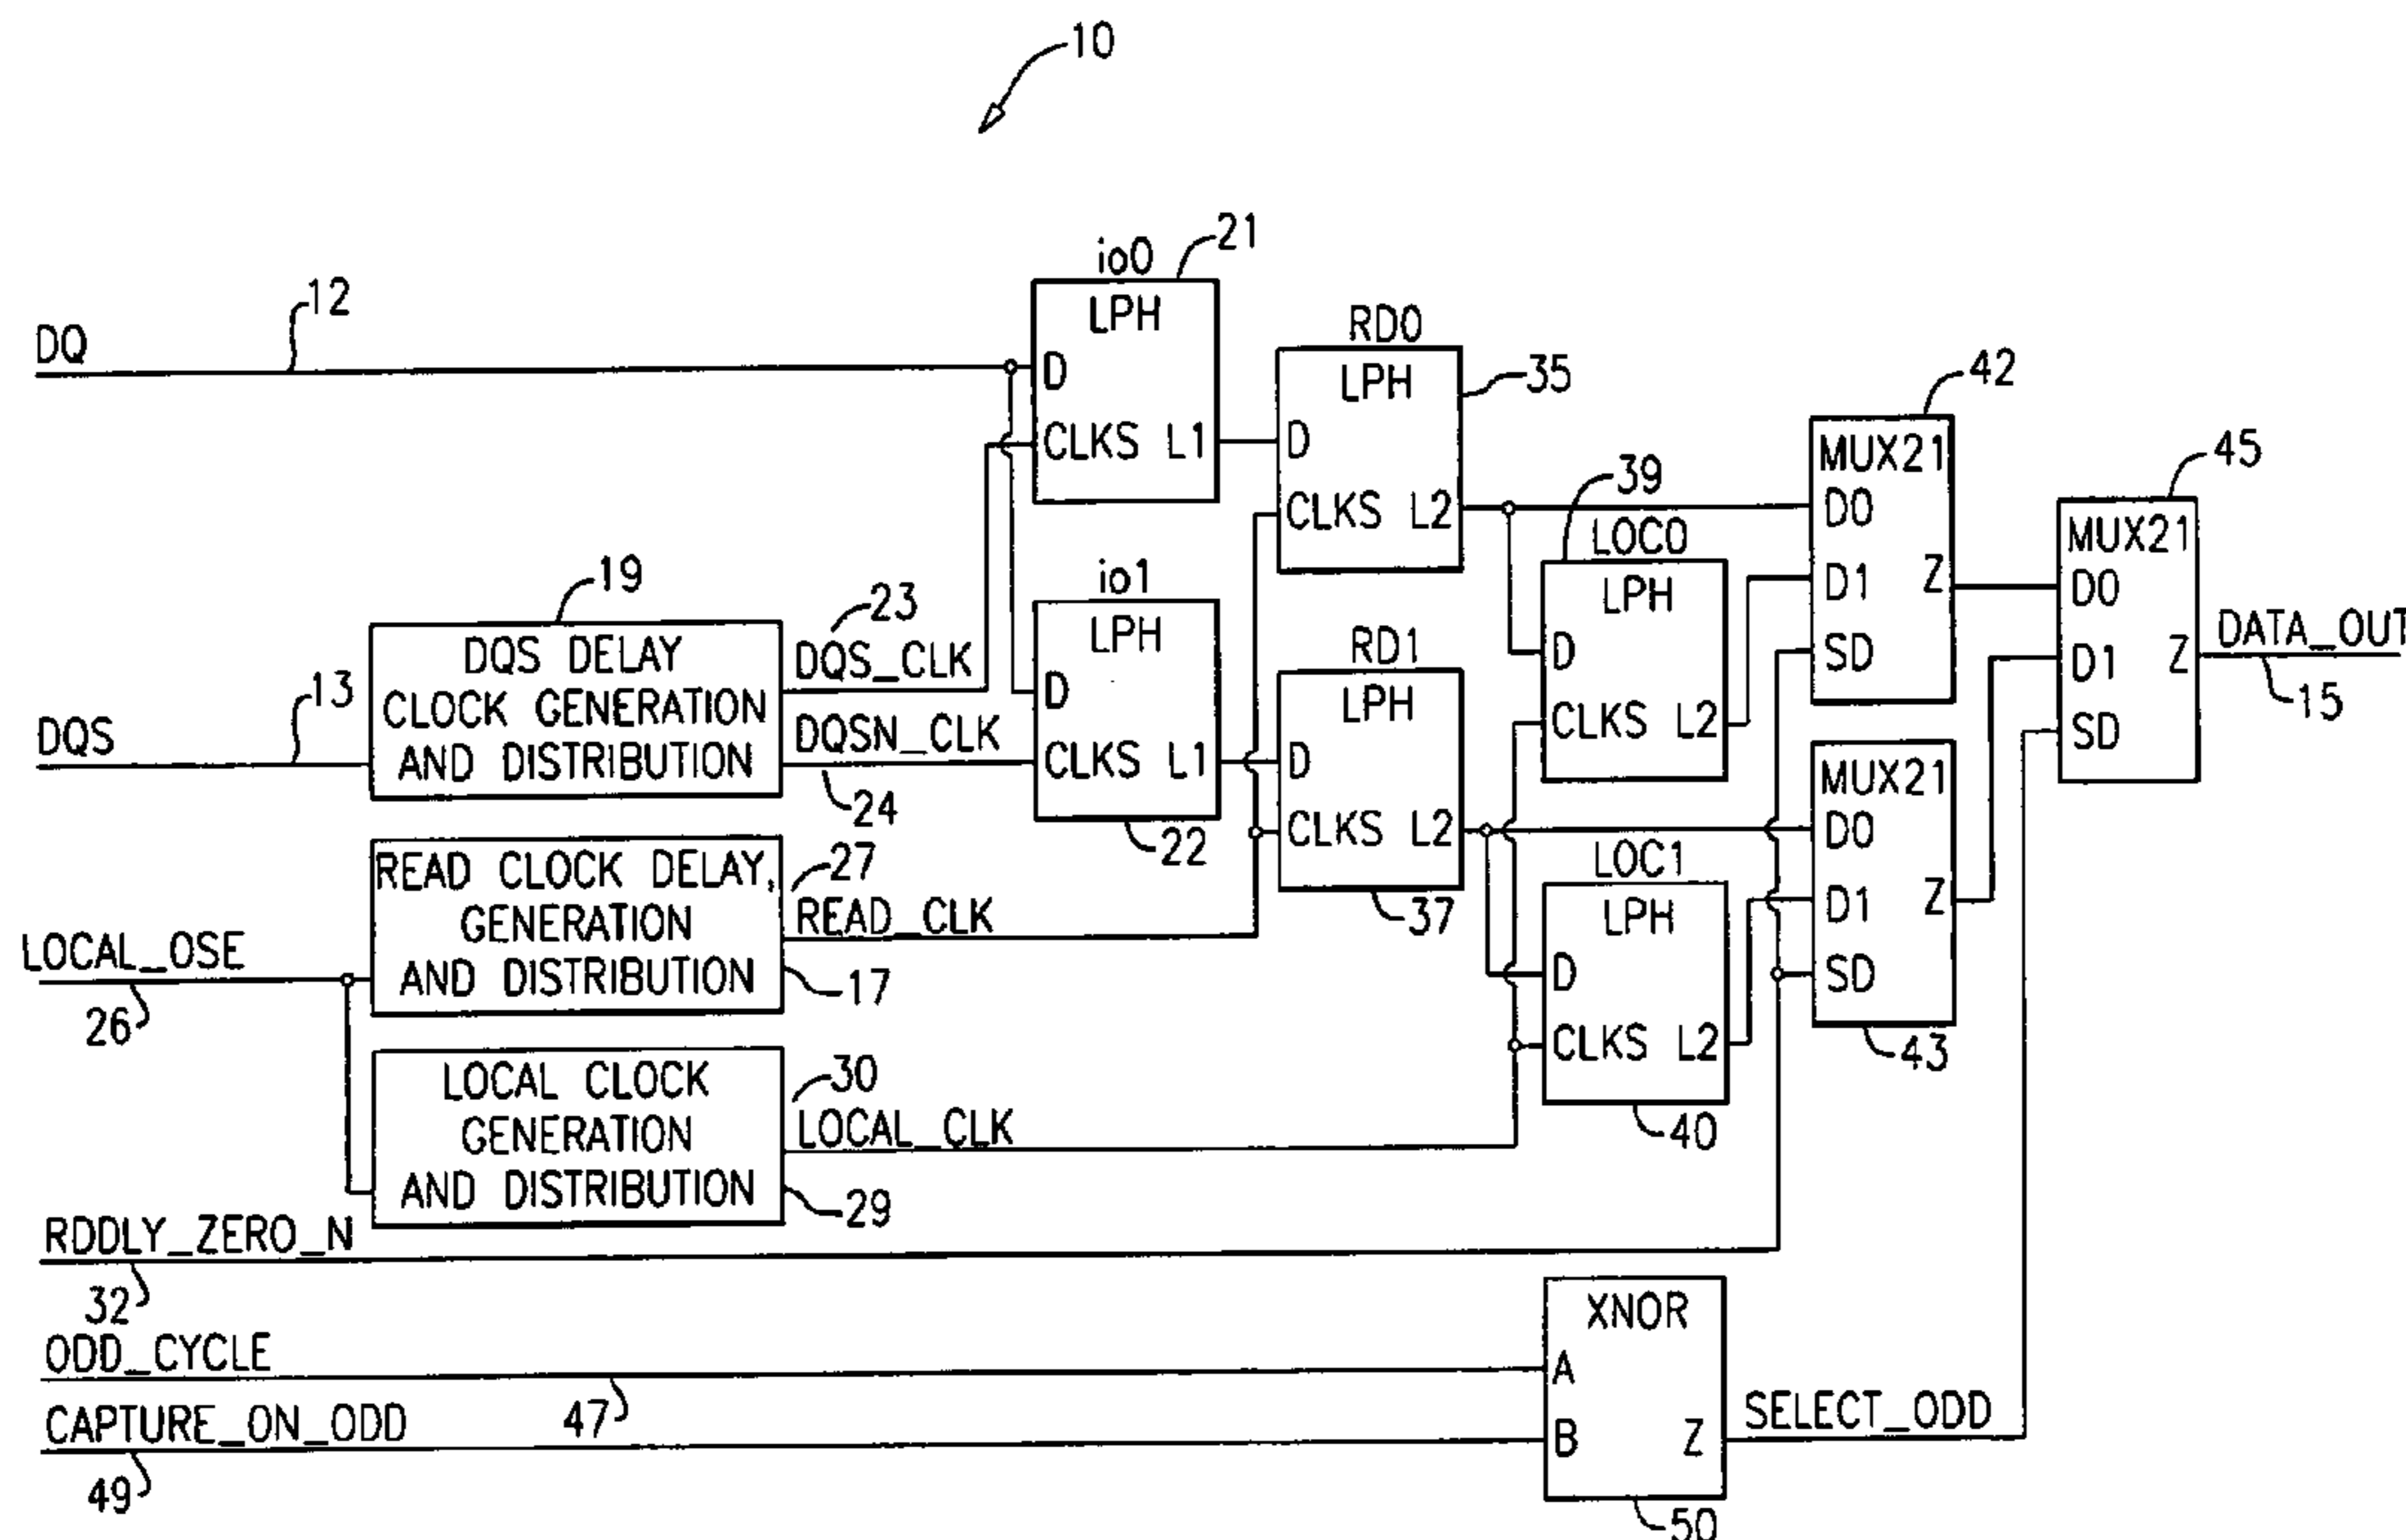 10
DQ
12
io0
21
LPH
D
CLKS L1
RD0
LPH
35
D
CLKS L2
39
LOC0
LPH
D
CLKS L2
42
MUX21
D0
D1
Z
SD
45
MUX21
D0
D1
Z
SD
DATA_OUT
15
DQS
13
19
DQS DELAY
CLOCK GENERATION
AND DISTRIBUTION
23
DQS_CLK
DQSN_CLK
24
io1
LPH
D
CLKS L1
22
RD1
LPH
D
CLKS L2
37
LOC1
LPH
D
CLKS L2
40
MUX21
D0
D1
Z
SD
43
LOCAL_OSE
26
READ CLOCK DELAY,
GENERATION
AND DISTRIBUTION
27
READ_CLK
17
LOCAL CLOCK
GENERATION
AND DISTRIBUTION
30
LOCAL_CLK
29
RDDLY_ZERO_N
32
ODD_CYCLE
47
CAPTURE_ON_ODD
49
XNOR
A
B
Z
50
SELECT_ODD